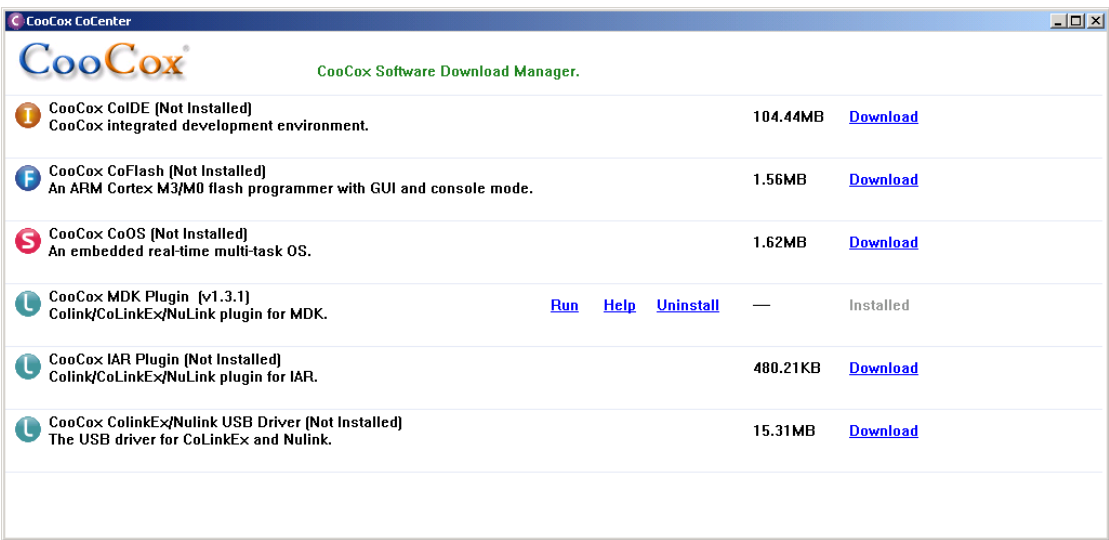 CooCox CoCenter
CooCox®
CooCox Software Download Manager.
CooCox CoIDE (Not Installed)
CooCox integrated development environment.
104.44MB Download
CooCox CoFlash (Not Installed)
An ARM Cortex M3/M0 flash programmer with GUI and console mode.
1.56MB Download
CooCox CoOS (Not Installed)
An embedded real-time multi-task OS.
1.62MB Download
CooCox MDK Plugin (v1.3.1)
Colink/CoLinkEx/NuLink plugin for MDK.
Run Help Uninstall — Installed
CooCox IAR Plugin (Not Installed)
Colink/CoLinkEx/NuLink plugin for IAR.
480.21KB Download
CooCox ColinkEx/Nulink USB Driver (Not Installed)
The USB driver for CoLinkEx and Nulink.
15.31MB Download